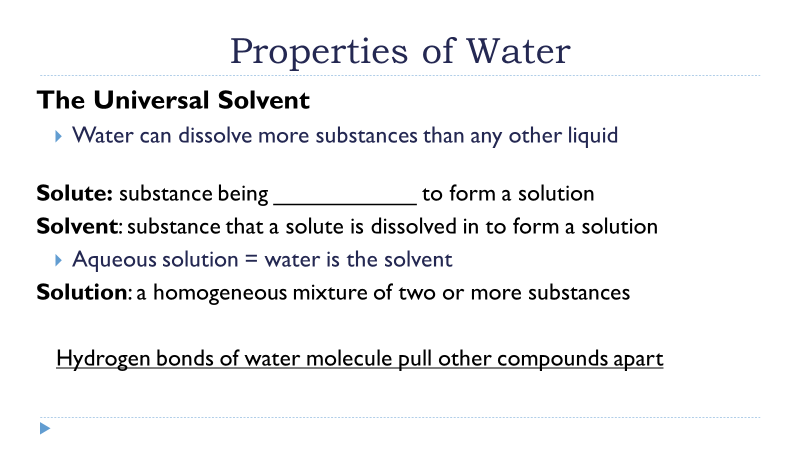 Properties of Water
The Universal Solvent
Water can dissolve more substances than any other liquid
Solute: substance being ____________ to form a solution
Solvent: substance that a solute is dissolved in to form a solution
Aqueous solution = water is the solvent
Solution: a homogeneous mixture of two or more substances
Hydrogen bonds of water molecule pull other compounds apart